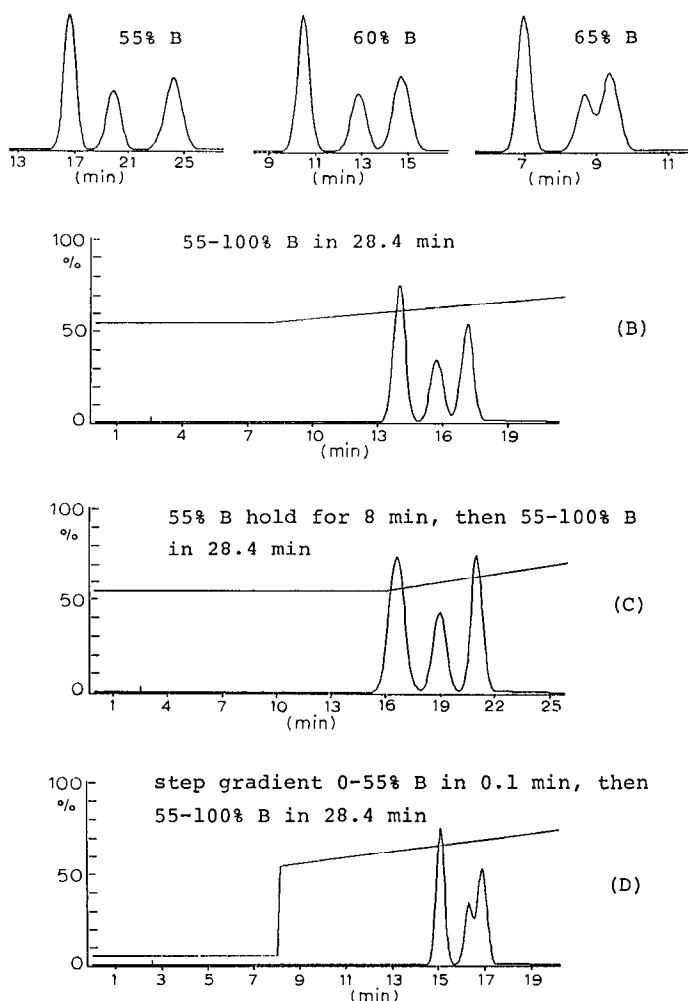 55% B
60% B
65% B
13 17 21 25
(min)
9 11 13 15
(min)
7 9 11
(min)
55-100% B in 28.4 min
100
%
50
0
1 4 7 10 13 16 19
(min)
(B)
55% B hold for 8 min, then 55-100% B
in 28.4 min
100
%
50
0
1 4 7 10 13 16 19 22 25
(min)
(C)
step gradient 0-55% B in 0.1 min, then
55-100% B in 28.4 min
100
%
50
0
1 3 5 7 9 11 13 15 17 19
(min)
(D)